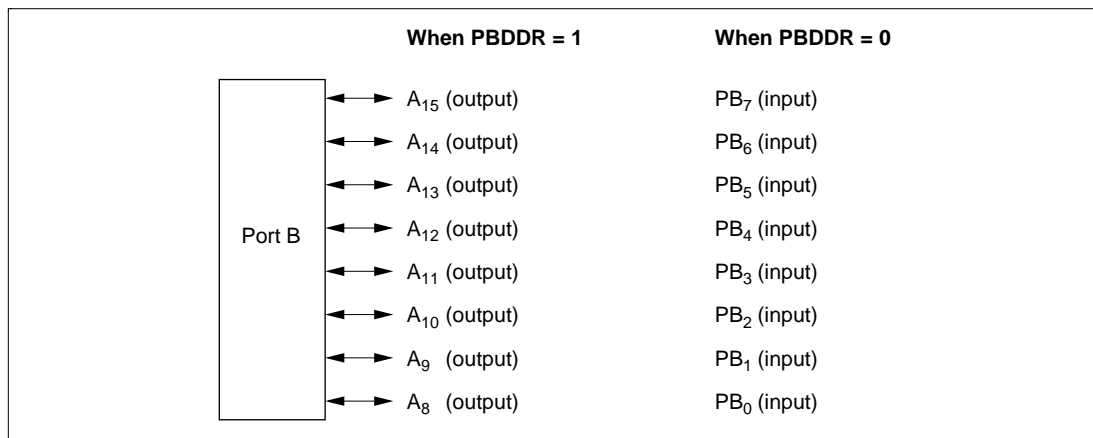 When PBDDR = 1 When PBDDR = 0
A15 (output) PB7 (input)
A14 (output) PB6 (input)
A13 (output) PB5 (input)
Port B A12 (output) PB4 (input)
A11 (output) PB3 (input)
A10 (output) PB2 (input)
A9 (output) PB1 (input)
A8 (output) PB0 (input)